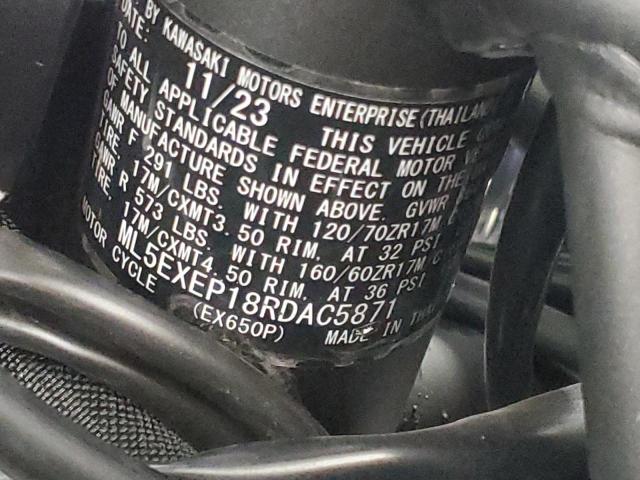 BY KAWASAKI MOTORS ENTERPRISE (THAILAND
DATE: 11/23 THIS VEHICLE
TO ALL APPLICABLE FEDERAL MOTOR
SAFETY STANDARDS IN EFFECT ON THE
OF MANUFACTURE SHOWN ABOVE. GVWR
GAWR F 291 LBS. WITH 120/70ZR17M
TIRE. 17M/CXMT3.50 RIM. AT 32 PSI
GAWR R 573 LBS. WITH 160/60ZR17M C
TIRE. 17M/CXMT4.50 RIM. AT 36 PSI
ML5EXEP18RDAC5871
MOTOR CYCLE (EX650P) MADE IN